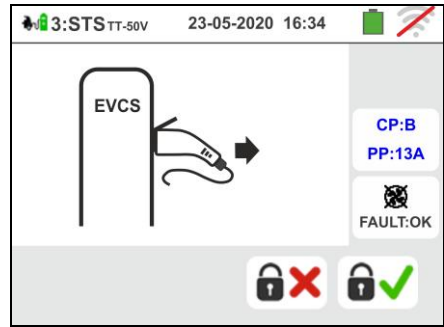 3:STS TT-50V 23-05-2020 16:34
EVCS
CP:B
PP:13A
FAULT:OK